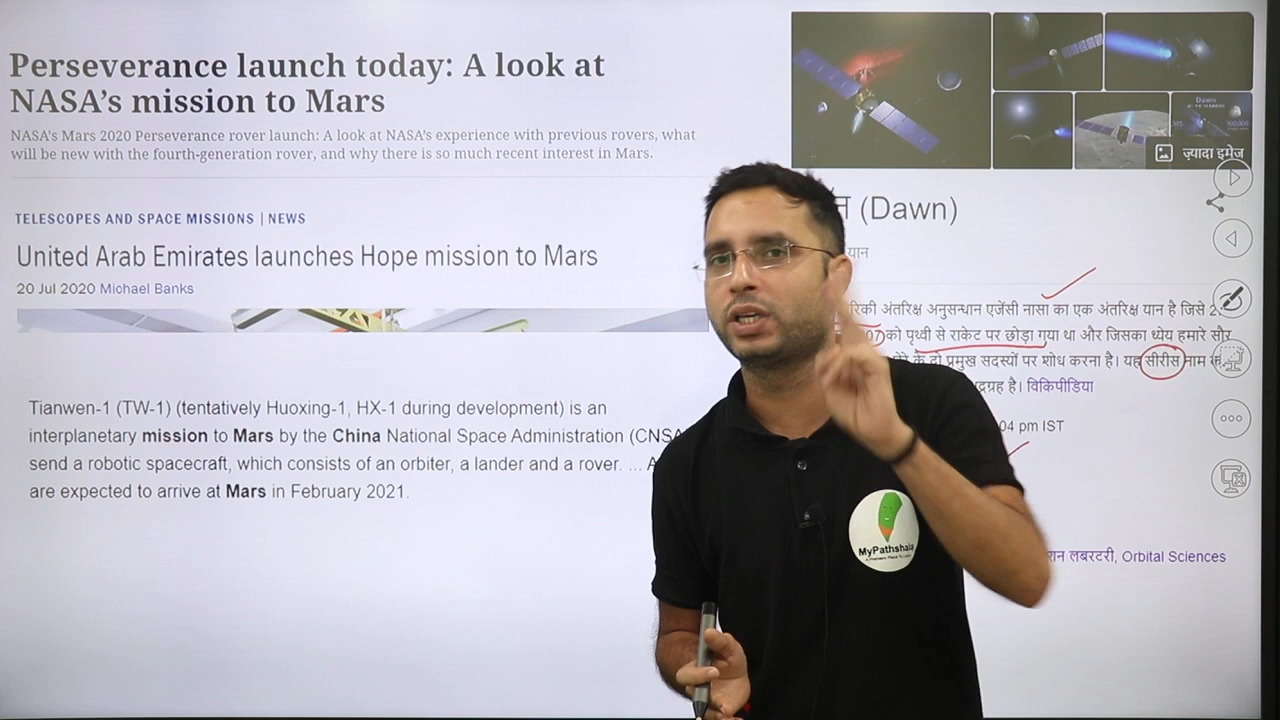 Perseverance launch today: A look at
NASA's mission to Mars
NASA's Mars 2020 Perseverance rover launch: A look at NASA's experience with previous rovers, what
will be new with the fourth-generation rover, and why there is so much recent interest in Mars.
TELESCOPES AND SPACE MISSIONS | NEWS
United Arab Emirates launches Hope mission to Mars
20 Jul 2020 Michael Banks
Tianwen-1 (TW-1) (tentatively Huoxing-1, HX-1 during development) is an
interplanetary mission to Mars by the China National Space Administration (CNSA
send a robotic spacecraft, which consists of an orbiter, a lander and a rover. ...
are expected to arrive at Mars in February 2021.
Dawn
ज़्यादा इमेज
(Dawn)
यान
अंतरिक्ष अनुसन्धान एजेंसी नासा का एक अंतरिक्ष यान है जिसे
07 को पृथ्वी से राकेट पर छोड़ा गया था और जिसका ध्येय हमारे सौर
के दो प्रमुख सदस्यों पर शोध करना है। यह सीरीस नाम
है। विकिपीडिया
04 pm IST
लबरटरी, Orbital Sciences
MyPathshala